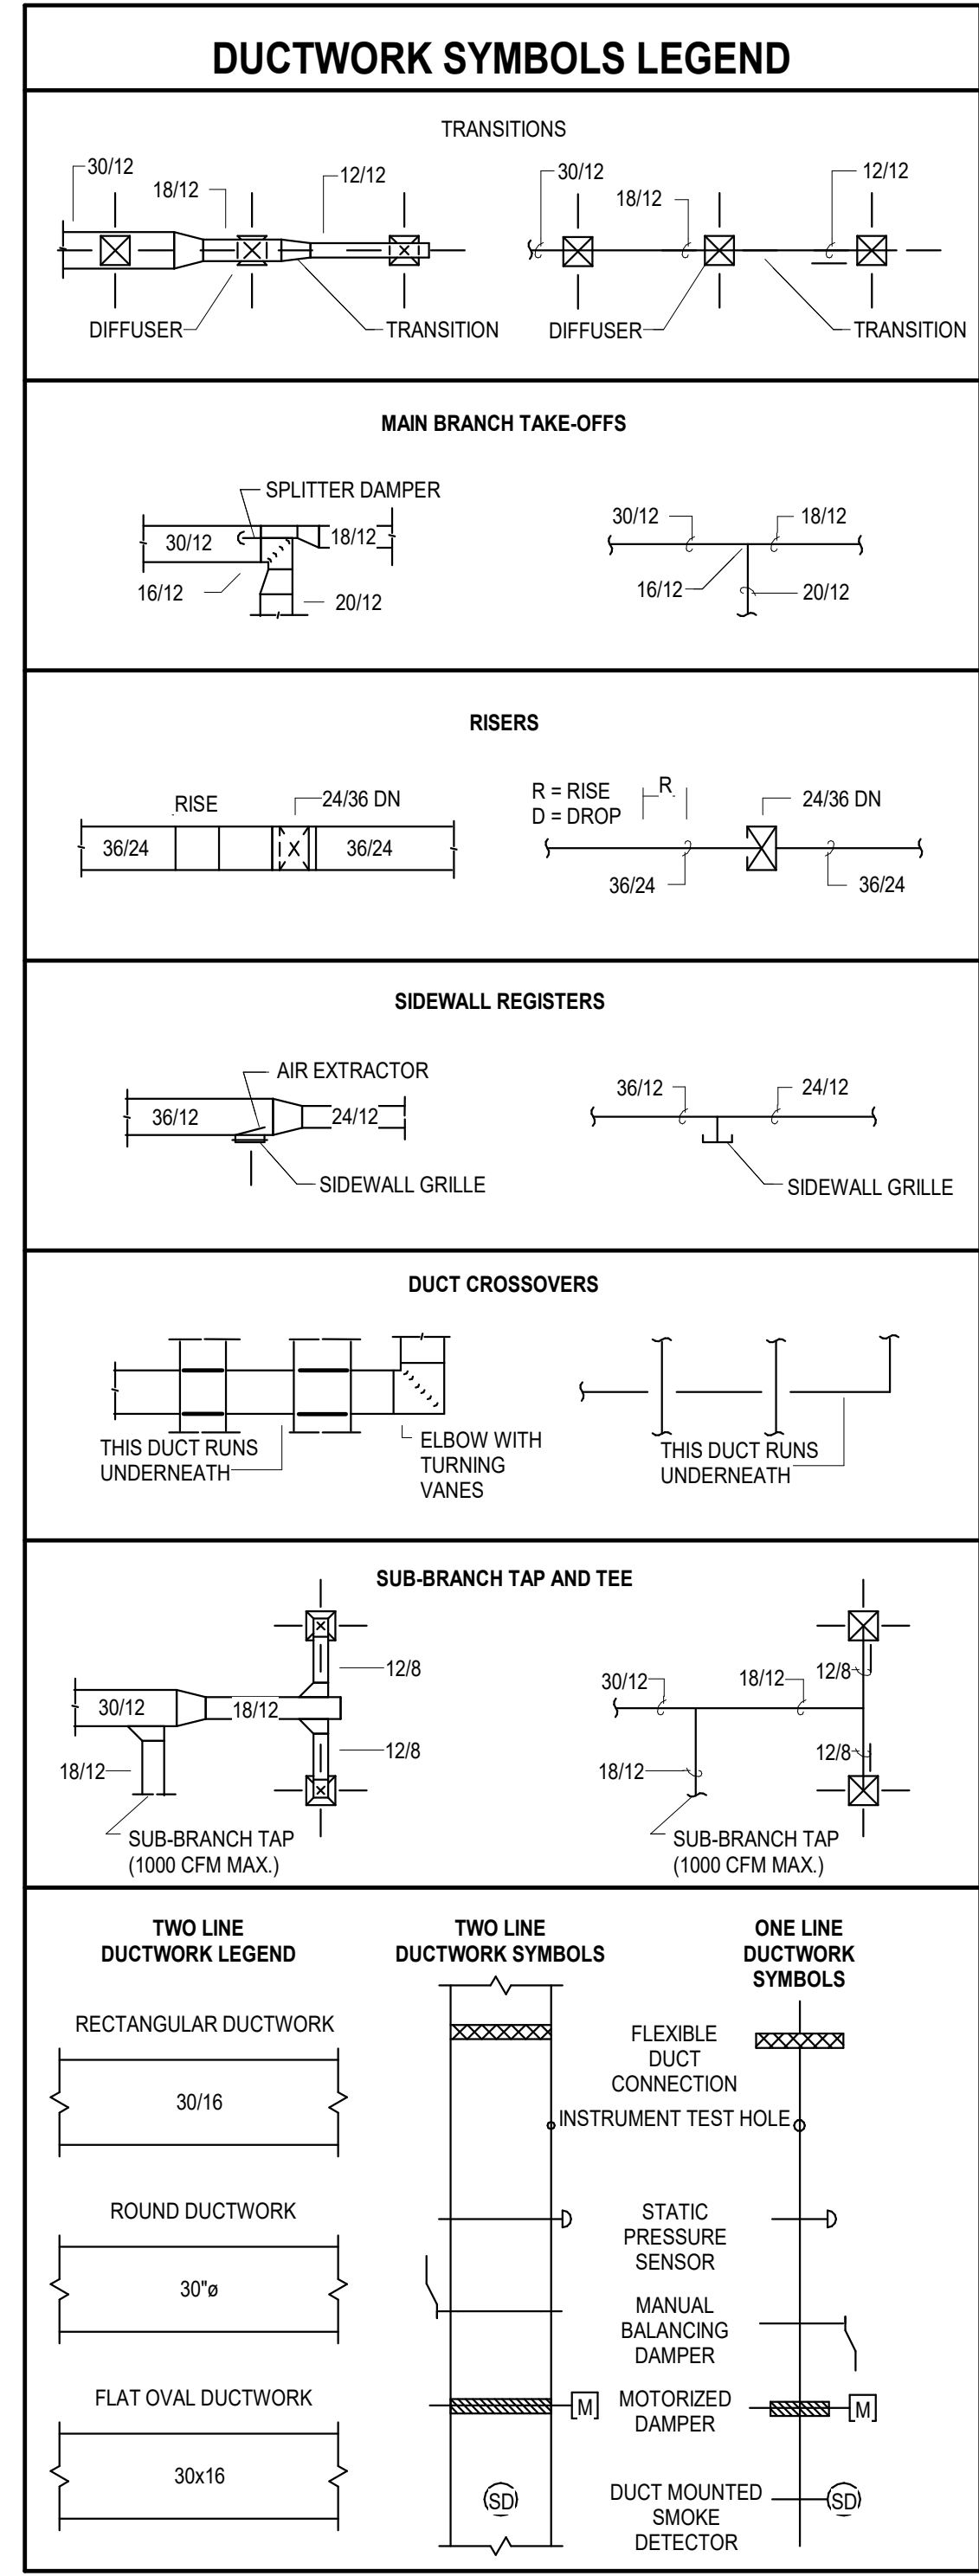 DUCTWORK SYMBOLS LEGEND
TRANSITIONS
30/12
18/12
12/12
DIFFUSER
TRANSITION
30/12
18/12
12/12
DIFFUSER
TRANSITION
MAIN BRANCH TAKE-OFFS
SPLITTER DAMPER
30/12
18/12
16/12
20/12
30/12
18/12
16/12
20/12
RISERS
RISE
24/36 DN
36/24
36/24
R = RISE
D = DROP
R
24/36 DN
36/24
36/24
SIDEWALL REGISTERS
AIR EXTRACTOR
36/12
24/12
SIDEWALL GRILLE
36/12
24/12
SIDEWALL GRILLE
DUCT CROSSOVERS
THIS DUCT RUNS
UNDERNEATH
ELBOW WITH
TURNING
VANES
THIS DUCT RUNS
UNDERNEATH
SUB-BRANCH TAP AND TEE
12/8
30/12
18/12
12/8
18/12
SUB-BRANCH TAP
(1000 CFM MAX.)
30/12
18/12
12/8
12/8
18/12
SUB-BRANCH TAP
(1000 CFM MAX.)
TWO LINE
DUCTWORK LEGEND
RECTANGULAR DUCTWORK
30/16
ROUND DUCTWORK
30"ø
FLAT OVAL DUCTWORK
30x16
TWO LINE
DUCTWORK SYMBOLS
ONE LINE
DUCTWORK
SYMBOLS
FLEXIBLE
DUCT
CONNECTION
INSTRUMENT TEST HOLE
STATIC
PRESSURE
SENSOR
MANUAL
BALANCING
DAMPER
M
MOTORIZED
DAMPER
M
SD
DUCT MOUNTED
SMOKE
DETECTOR
SD